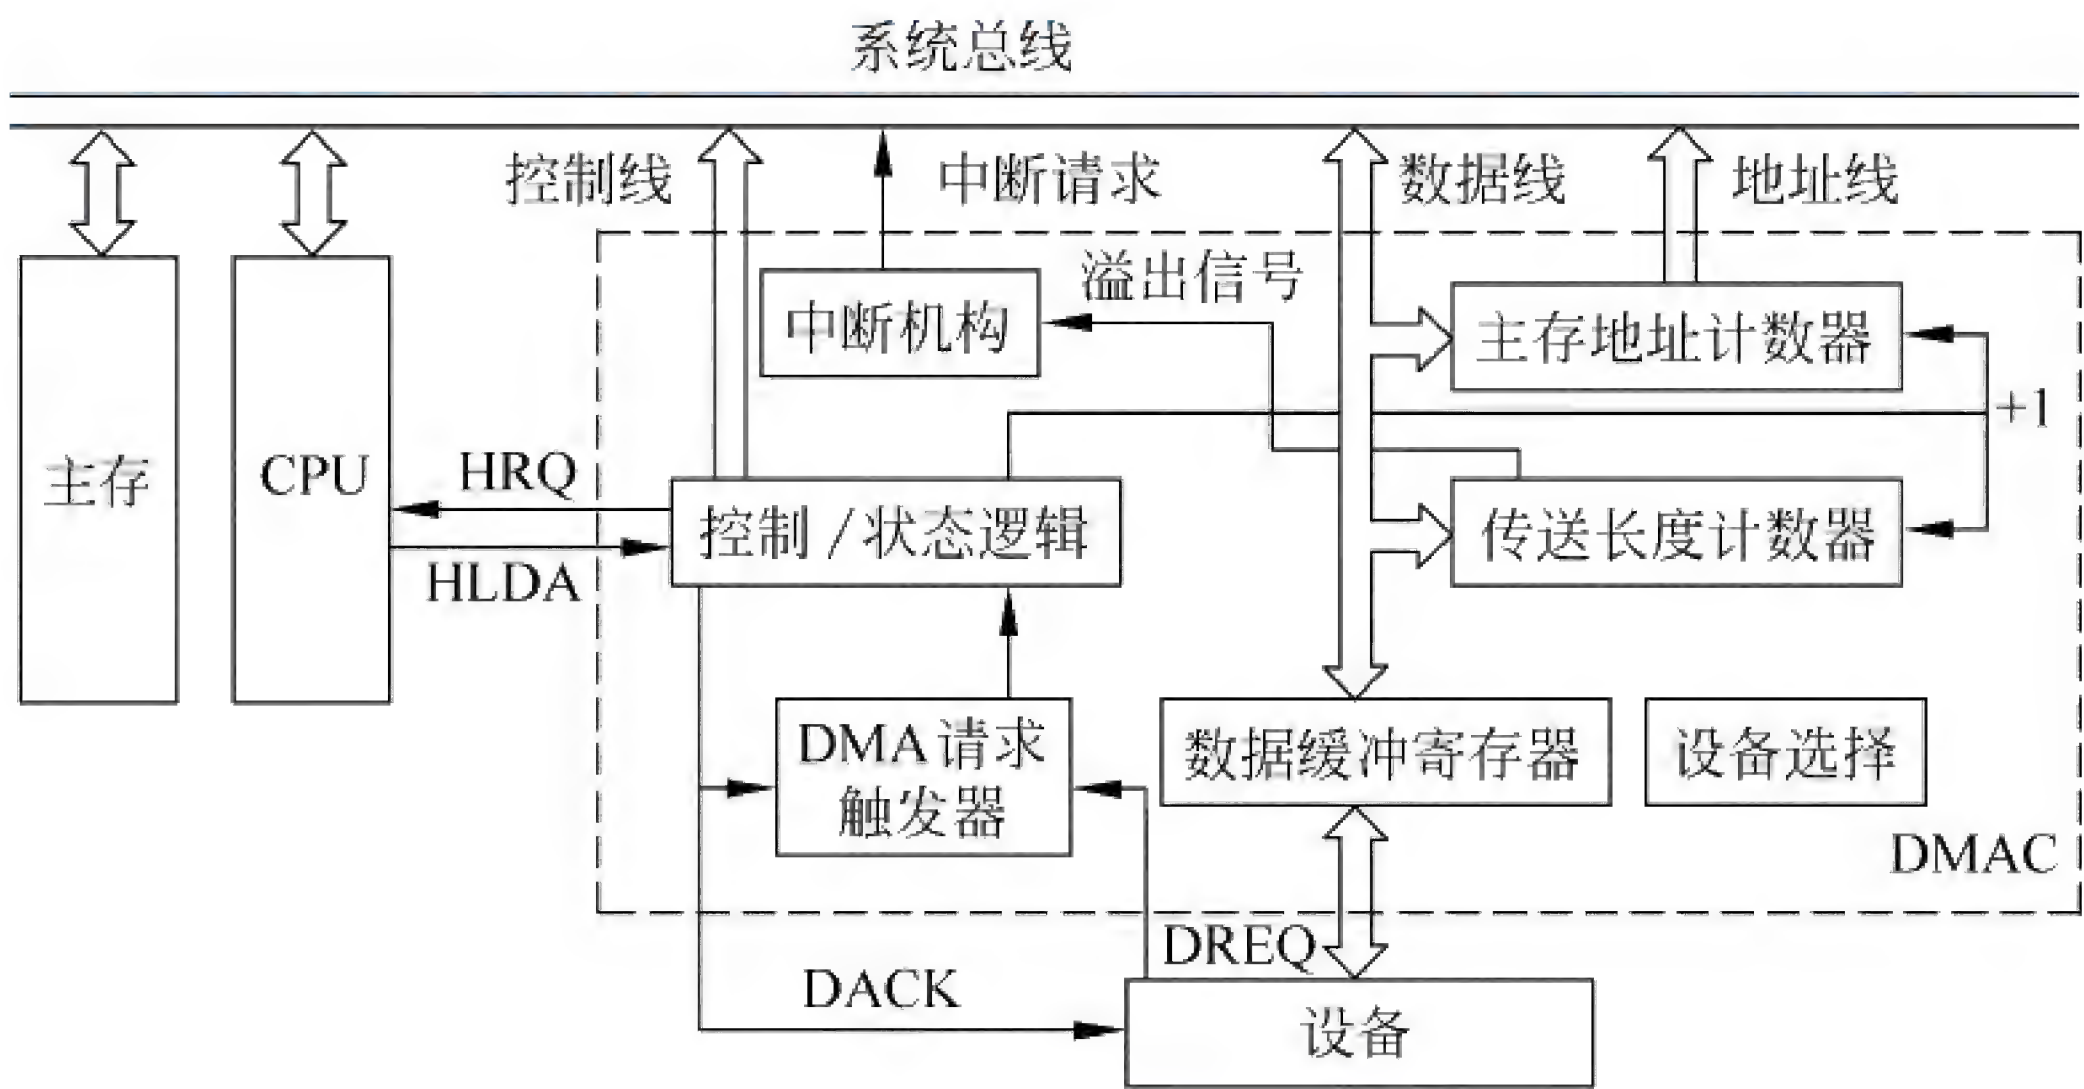 系统总线
控制线
中断请求
数据线
地址线
溢出信号
中断机构
主存地址计数器
+1
主存
CPU
HRQ
控制/状态逻辑
传送长度计数器
HLDA
DMA请求
触发器
数据缓冲寄存器
设备选择
DMAC
DREQ
DACK
设备